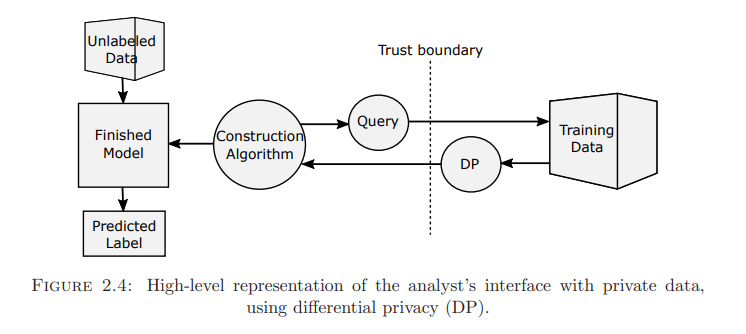 Unlabeled
Data
Trust boundary
Query
Finished
Model
Construction
Algorithm
Training
Data
DP
Predicted
Label
FIGURE 2.4: High-level representation of the analyst's interface with private data,
using differential privacy (DP).